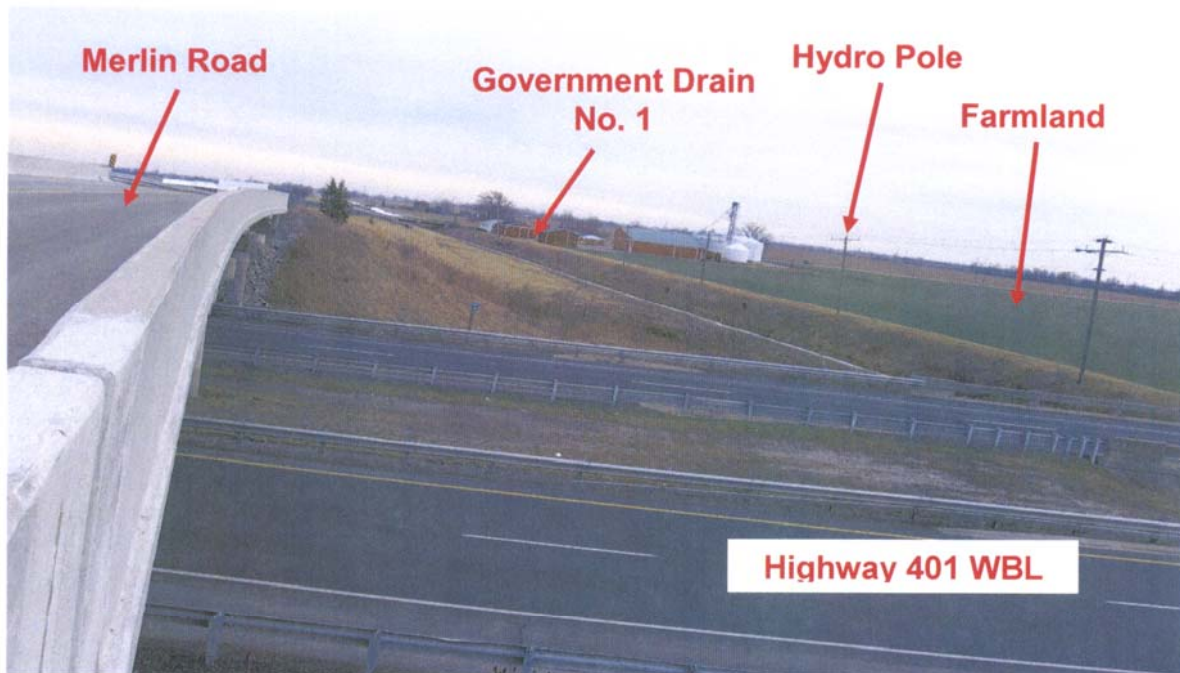 Merlin Road
Government Drain
No. 1
Hydro Pole
Farmland
Highway 401 WBL